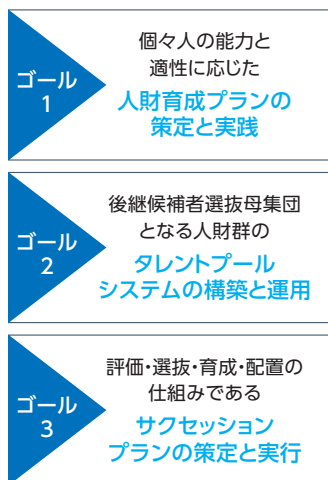 ゴール
1
個々人の能力と
適性に応じた
人財育成プランの
策定と実践
ゴール
2
後継候補者選抜母集団
となる人財群の
タレントプール
システムの構築と運用
ゴール
3
評価・選抜・育成・配置の
仕組みである
サクセッション
プランの策定と実行